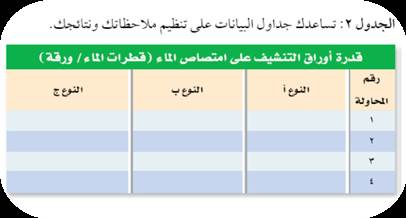 الجدول ٢: تساعدك جداول البيانات على تنظيم ملاحظاتك ونتائجك.
قدرة أوراق التنشيف على امتصاص الماء (قطرات الماء/ ورقة)
رقم المحاولة النوع أ النوع ب النوع ج
١
٢
٣
٤